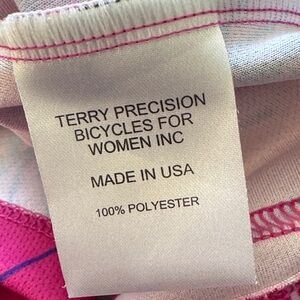 TERRY PRECISION
BICYCLES FOR
WOMEN INC
MADE IN USA
100% POLYESTER